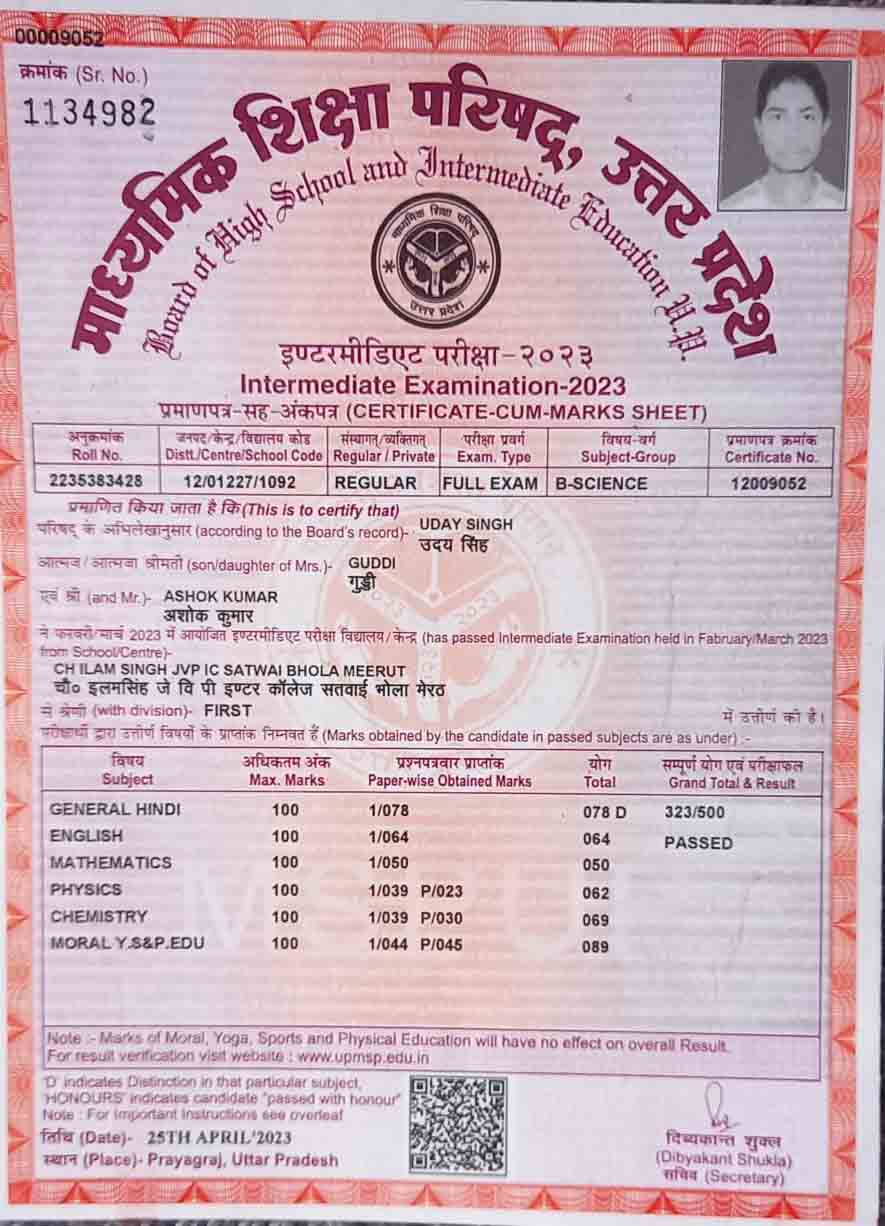 00009052
क्रमांक (Sr. No.)
1134982
माध्यमिक शिक्षा परिषद्, उत्तर प्रदेश
Board of High School and Intermediate Education U.P.
माध्यमिक शिक्षा परिषद
उत्तर प्रदेश
इण्टरमीडिएट परीक्षा-२०२३
Intermediate Examination-2023
प्रमाणपत्र-सह-अंकपत्र (CERTIFICATE-CUM-MARKS SHEET)
अनुक्रमांक जनपद/केन्द्र/विद्यालय कोड संस्थागत/व्यक्तिगत परीक्षा प्रवर्ग विषय-वर्ग प्रमाणपत्र क्रमांक
Roll No. Distt./Centre/School Code Regular / Private Exam. Type Subject-Group Certificate No.
2235383428 12/01227/1092 REGULAR FULL EXAM B-SCIENCE 12009052
प्रमाणित किया जाता है कि(This is to certify that)
परिषद् के अभिलेखानुसार (according to the Board's record)- UDAY SINGH
उदय सिंह
आत्मज/आत्मजा श्रीमती (son/daughter of Mrs.)- GUDDI
गुड्डी
एवं श्री (and Mr.)- ASHOK KUMAR
अशोक कुमार
ने फरवरी/मार्च 2023 में आयोजित इण्टरमीडिएट परीक्षा विद्यालय/केन्द्र (has passed Intermediate Examination held in Fabruary/March 2023
from School/Centre)-
CH ILAM SINGH JVP IC SATWAI BHOLA MEERUT
चौ० इलमसिंह जे वि पी इण्टर कॉलेज सतवाई भोला मेरठ
से श्रेणी (with division)- FIRST में उत्तीर्ण की है।
परीक्षार्थी द्वारा उत्तीर्ण विषयों के प्राप्तांक निम्नवत हैं (Marks obtained by the candidate in passed subjects are as under) :-
विषय अधिकतम अंक प्रश्नपत्रवार प्राप्तांक योग सम्पूर्ण योग एवं परीक्षाफल
Subject Max. Marks Paper-wise Obtained Marks Total Grand Total & Result
GENERAL HINDI 100 1/078 078 D 323/500
ENGLISH 100 1/064 064 PASSED
MATHEMATICS 100 1/050 050
PHYSICS 100 1/039 P/023 062
CHEMISTRY 100 1/039 P/030 069
MORAL Y.S&P.EDU 100 1/044 P/045 089
Note :- Marks of Moral, Yoga, Sports and Physical Education will have no effect on overall Result.
For result verification visit website : www.upmsp.edu.in
'D' indicates Distinction in that particular subject,
'HONOURS' indicates candidate "passed with honour"
Note : For Important Instructions see overleaf
तिथि (Date)- 25TH APRIL'2023
स्थान (Place)- Prayagraj, Uttar Pradesh
दिब्यकान्त शुक्ल
(Dibyakant Shukla)
सचिव (Secretary)